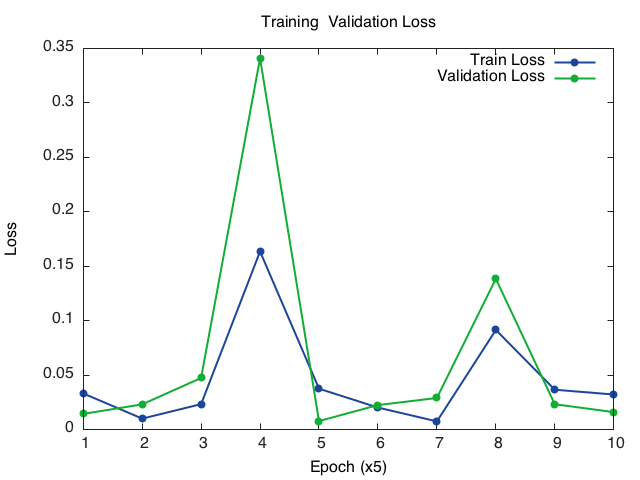 Training  Validation Loss
Train Loss
Validation Loss
0.35
0.3
0.25
0.2
0.15
0.1
0.05
0
Loss
1 2 3 4 5 6 7 8 9 10
Epoch (x5)